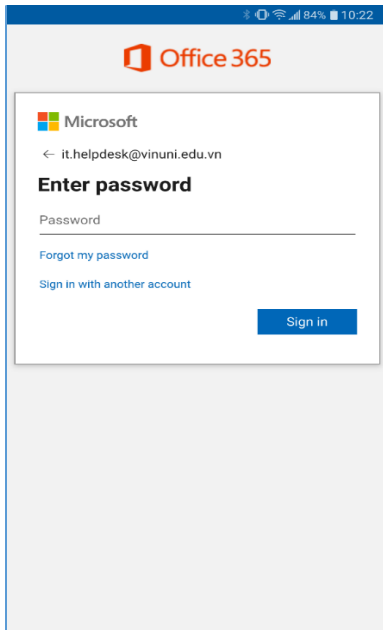 84% 10:22
Office 365
Microsoft
← it.helpdesk@vinuni.edu.vn
Enter password
Password
Forgot my password
Sign in with another account
Sign in